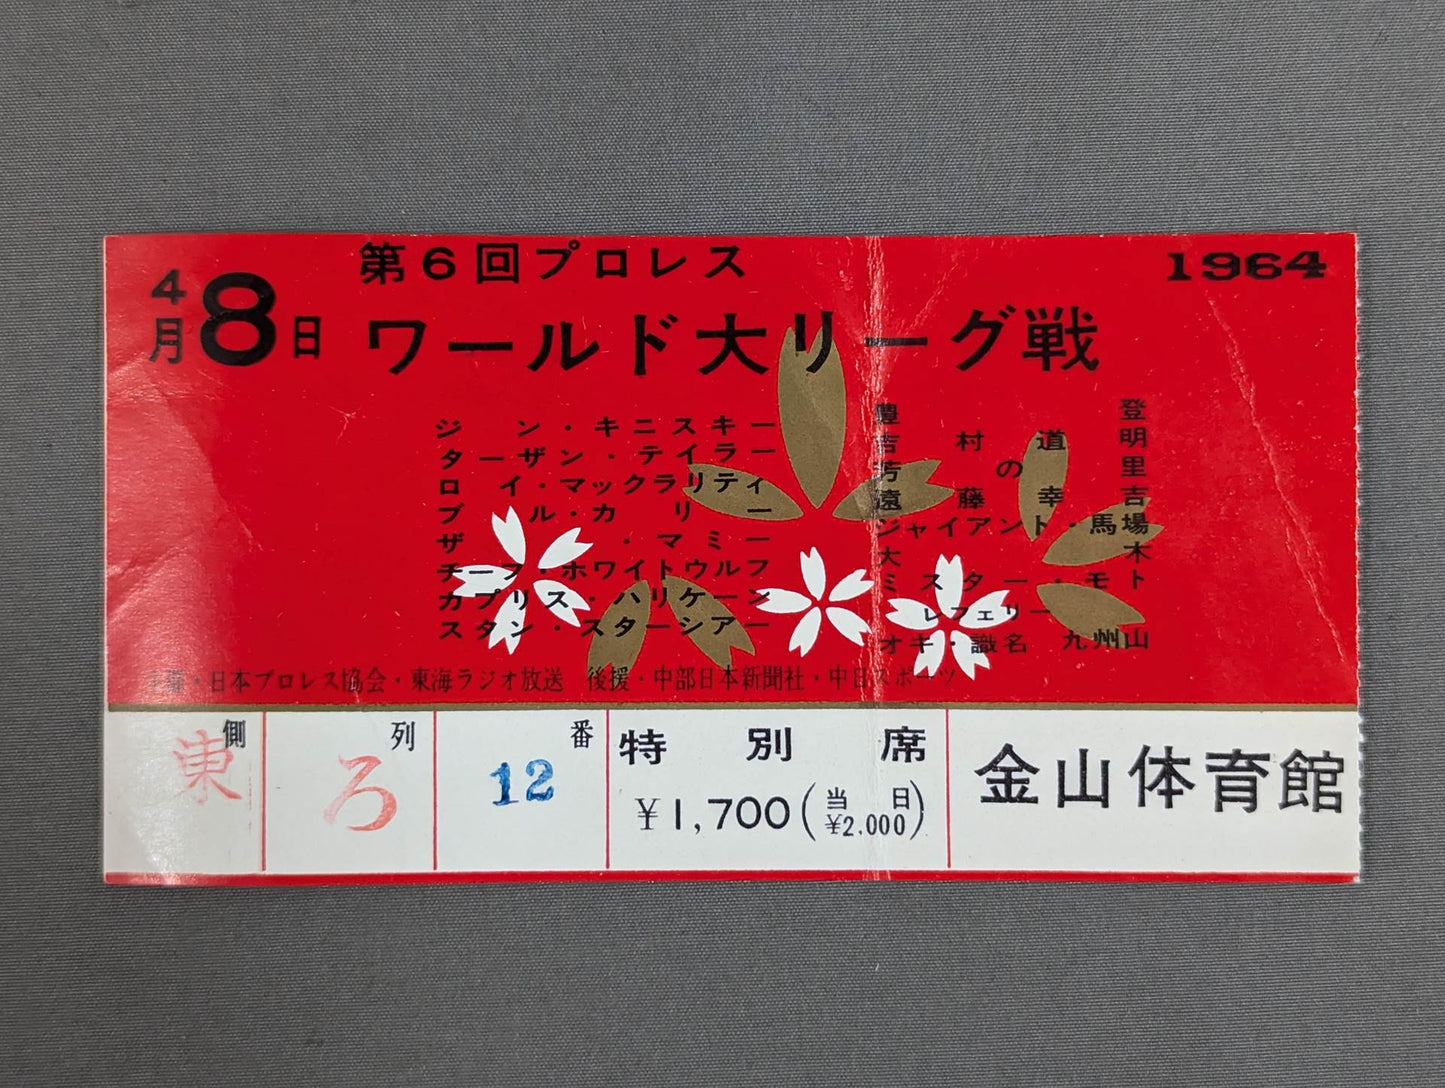 4月8日
第6回プロレス
1964
ワールド大リーグ戦
ジン・キニスキー
ターザン・テイラー
ロイ・マックラリティ
ブル・カリー
ザ・マミー
チーフ・ホワイトウルフ
カプリス・ハリケーン
スタン・スターシアー
豊登
吉村道明
芳の里
遠藤幸吉
ジャイアント・馬場
大木
ミスター・モト
レフェリー
オキ・識名 九州山
主催・日本プロレス協会・東海ラジオ放送 後援・中部日本新聞社・中日スポーツ
東側
ろ列
12番
特別席
¥1,700(当日¥2.000)
金山体育館